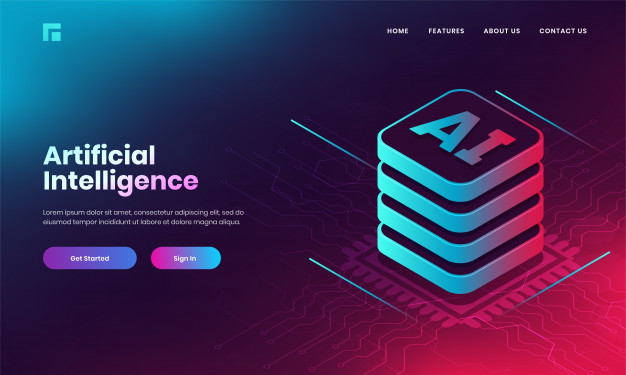 HOME FEATURES ABOUT US CONTACT US
AI
Artificial
Intelligence
Lorem ipsum dolor sit amet, consectetur adipiscing elit, sed do
eiusmod tempor incididunt ut labore et dolore magna aliqua.
Get Started Sign In